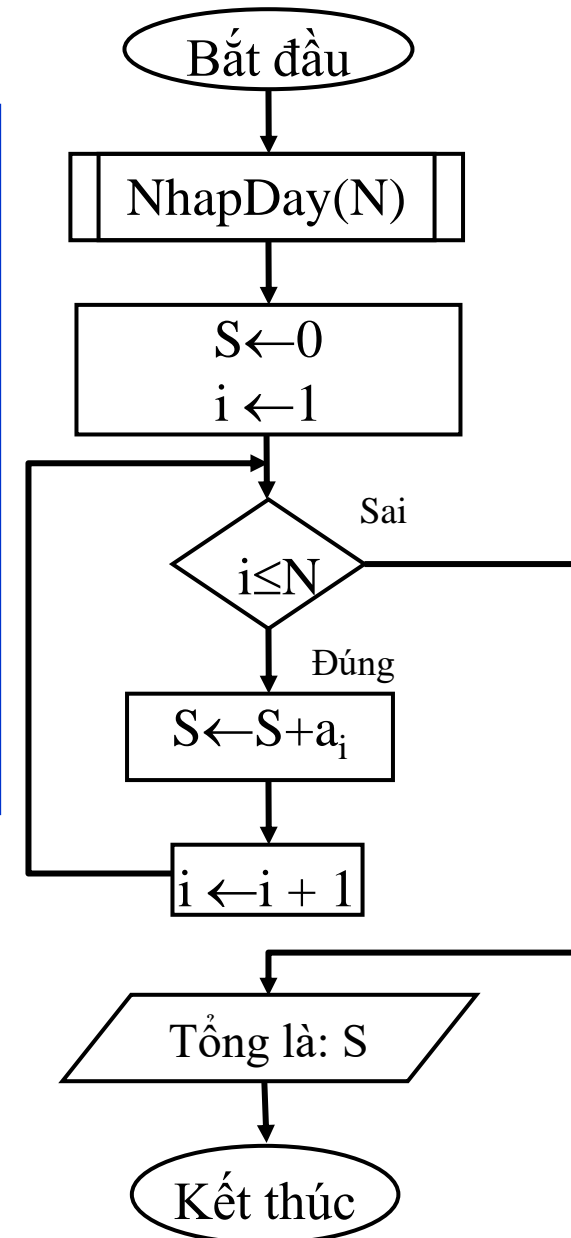 Bắt đầu
NhapDay(N)
S←0
i ←1
Sai
i≤N
Đúng
S←S+aᵢ
i ←i + 1
Tổng là: S
Kết thúc